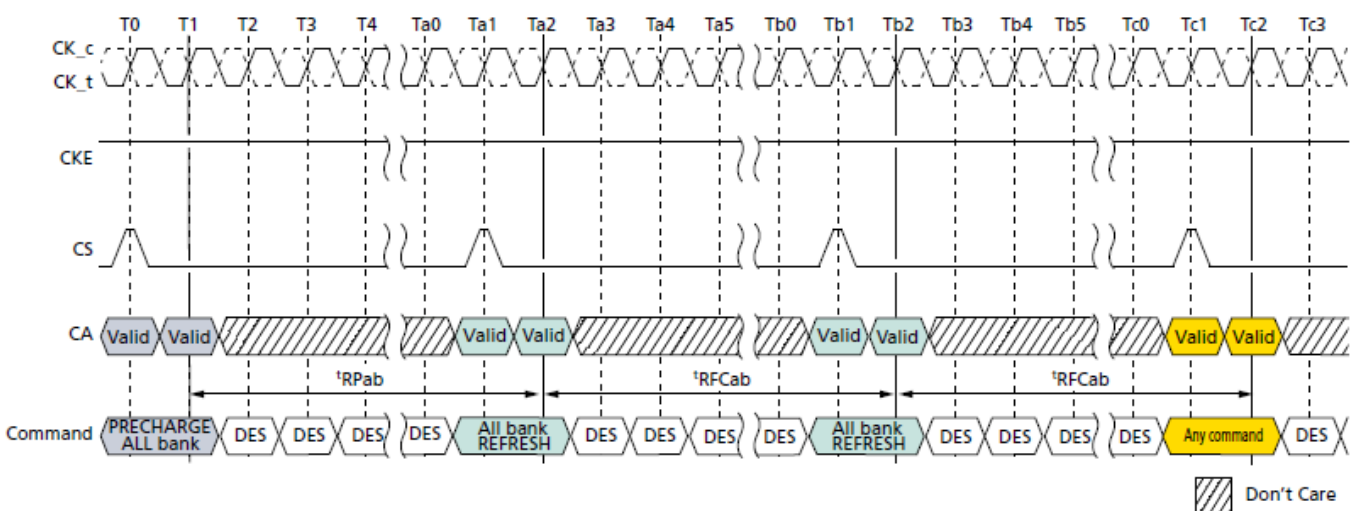 T0 T1 T2 T3 T4 Ta0 Ta1 Ta2 Ta3 Ta4 Ta5 Tb0 Tb1 Tb2 Tb3 Tb4 Tb5 Tc0 Tc1 Tc2 Tc3
CK_c
CK_t
CKE
CS
CA Valid Valid Valid Valid Valid Valid Valid Valid
tRPab tRFCab tRFCab
Command PRECHARGE ALL bank DES DES DES DES All bank REFRESH DES DES DES DES All bank REFRESH DES DES DES DES Any command DES
Don't Care